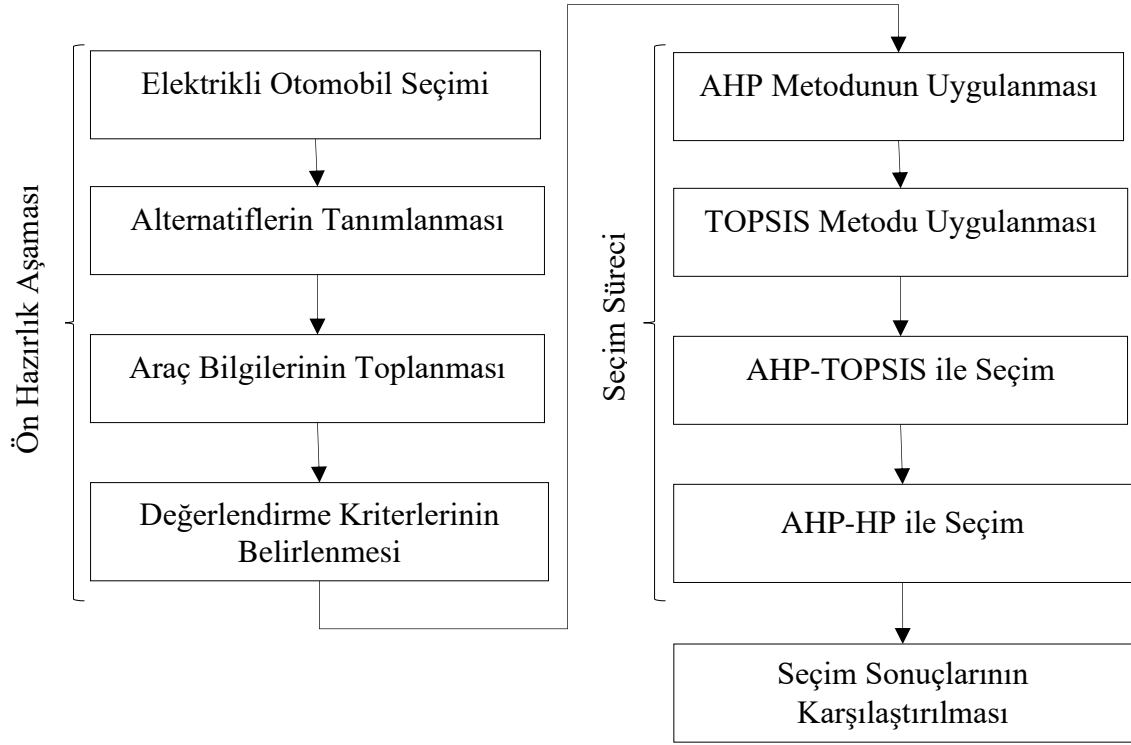 Ön Hazırlık Aşaması
Elektrikli Otomobil Seçimi
Alternatiflerin Tanımlanması
Araç Bilgilerinin Toplanması
Değerlendirme Kriterlerinin
Belirlenmesi
Seçim Süreci
AHP Metodunun Uygulanması
TOPSIS Metodu Uygulanması
AHP-TOPSIS ile Seçim
AHP-HP ile Seçim
Seçim Sonuçlarının
Karşılaştırılması